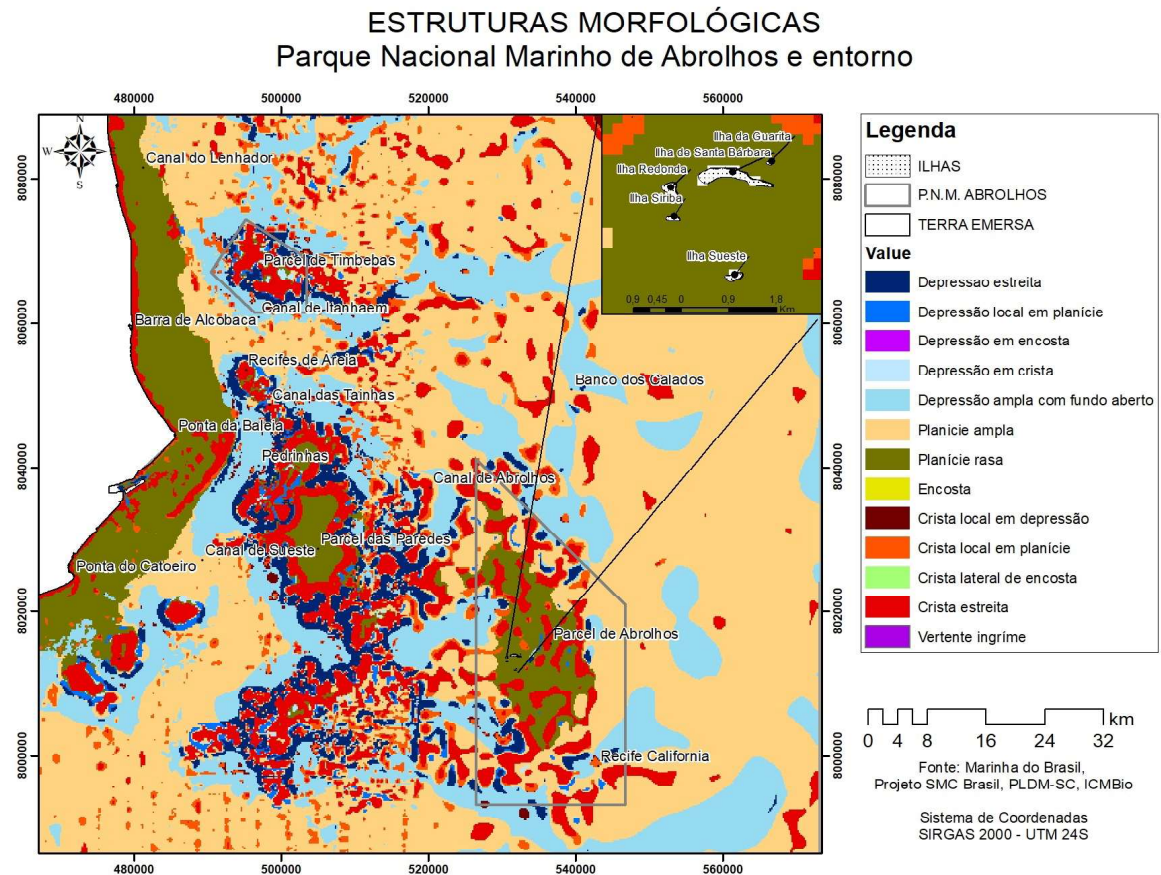 ESTRUTURAS MORFOLÓGICAS
Parque Nacional Marinho de Abrolhos e entorno
480000 500000 520000 540000 560000
N
W E
S
8080000
8060000
8040000
8020000
8000000
Canal do Lenhador
Parcel de Timbebas
Canal de Itanhaem
Barra de Alcobaca
Recifes de Areia
Canal das Tainhas
Banco dos Calados
Ponta da Baleia
Pedrinhas
Canal de Abrolhos
Canal de Sueste
Parcel das Paredes
Ponta do Catoeiro
Parcel de Abrolhos
Recife California
Ilha da Guarita
Ilha de Santa Bárbara
Ilha Redonda
Ilha Siriba
Ilha Sueste
0,9 0,45 0 0,9 1,8
Km
8080000
8060000
8040000
8020000
8000000
480000 500000 520000 540000 560000
Legenda
ILHAS
P.N.M. ABROLHOS
TERRA EMERSA
Value
Depressão estreita
Depressão local em planície
Depressão em encosta
Depressão em crista
Depressão ampla com fundo aberto
Planície ampla
Planície rasa
Encosta
Crista local em depressão
Crista local em planície
Crista lateral de encosta
Crista estreita
Vertente ingríme
km
0 4 8 16 24 32
Fonte: Marinha do Brasil,
Projeto SMC Brasil, PLDM-SC, ICMBio
Sistema de Coordenadas
SIRGAS 2000 - UTM 24S